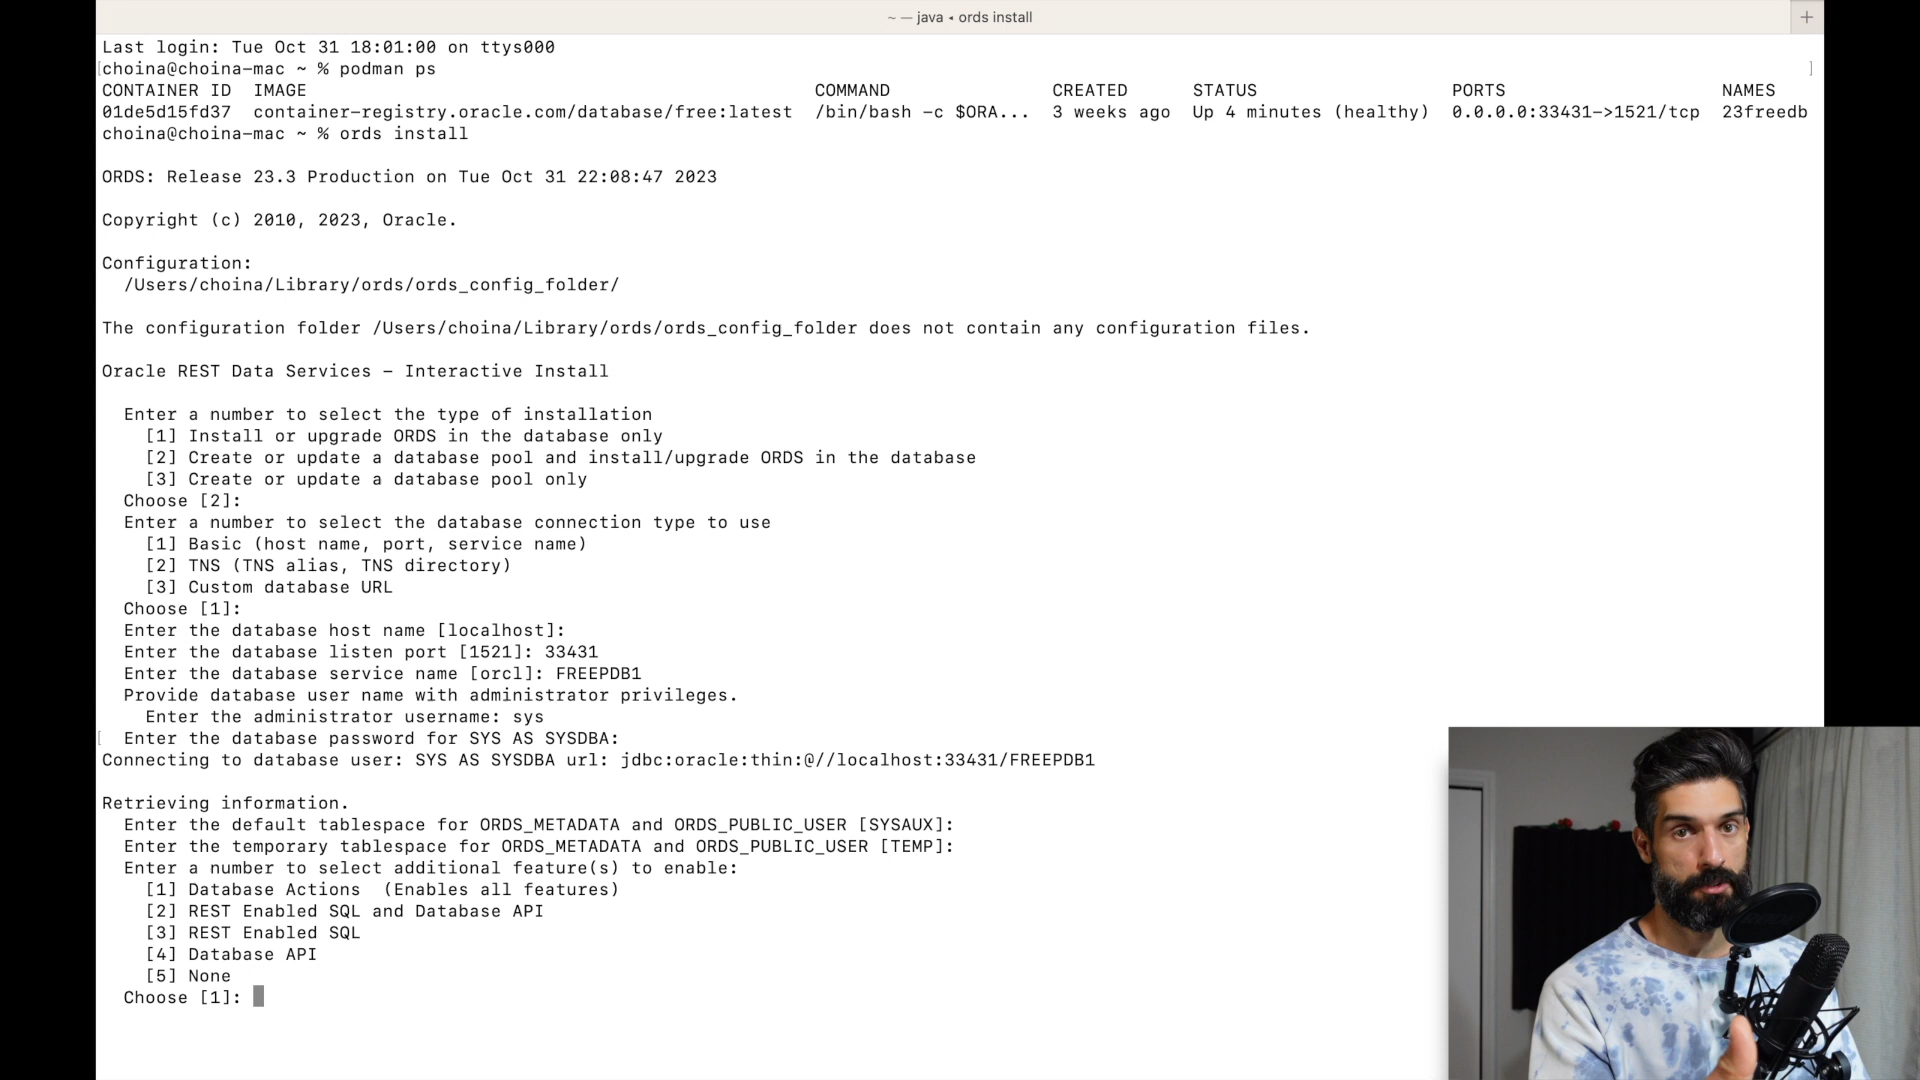 ~ — java ◂ ords install
Last login: Tue Oct 31 18:01:00 on ttys000
[choina@choina-mac ~ % podman ps ]
CONTAINER ID  IMAGE  COMMAND  CREATED  STATUS  PORTS  NAMES
01de5d15fd37  container-registry.oracle.com/database/free:latest  /bin/bash -c $ORA...  3 weeks ago  Up 4 minutes (healthy)  0.0.0.0:33431->1521/tcp  23freedb
choina@choina-mac ~ % ords install
ORDS: Release 23.3 Production on Tue Oct 31 22:08:47 2023
Copyright (c) 2010, 2023, Oracle.
Configuration:
/Users/choina/Library/ords/ords_config_folder/
The configuration folder /Users/choina/Library/ords/ords_config_folder does not contain any configuration files.
Oracle REST Data Services - Interactive Install
Enter a number to select the type of installation
[1] Install or upgrade ORDS in the database only
[2] Create or update a database pool and install/upgrade ORDS in the database
[3] Create or update a database pool only
Choose [2]:
Enter a number to select the database connection type to use
[1] Basic (host name, port, service name)
[2] TNS (TNS alias, TNS directory)
[3] Custom database URL
Choose [1]:
Enter the database host name [localhost]:
Enter the database listen port [1521]: 33431
Enter the database service name [orcl]: FREEPDB1
Provide database user name with administrator privileges.
Enter the administrator username: sys
[ Enter the database password for SYS AS SYSDBA:
Connecting to database user: SYS AS SYSDBA url: jdbc:oracle:thin:@//localhost:33431/FREEPDB1
Retrieving information.
Enter the default tablespace for ORDS_METADATA and ORDS_PUBLIC_USER [SYSAUX]:
Enter the temporary tablespace for ORDS_METADATA and ORDS_PUBLIC_USER [TEMP]:
Enter a number to select additional feature(s) to enable:
[1] Database Actions  (Enables all features)
[2] REST Enabled SQL and Database API
[3] REST Enabled SQL
[4] Database API
[5] None
Choose [1]: